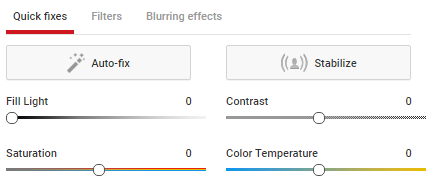 Quick fixes Filters Blurring effects
Auto-fix Stabilize
Fill Light 0 Contrast 0
Saturation 0 Color Temperature 0